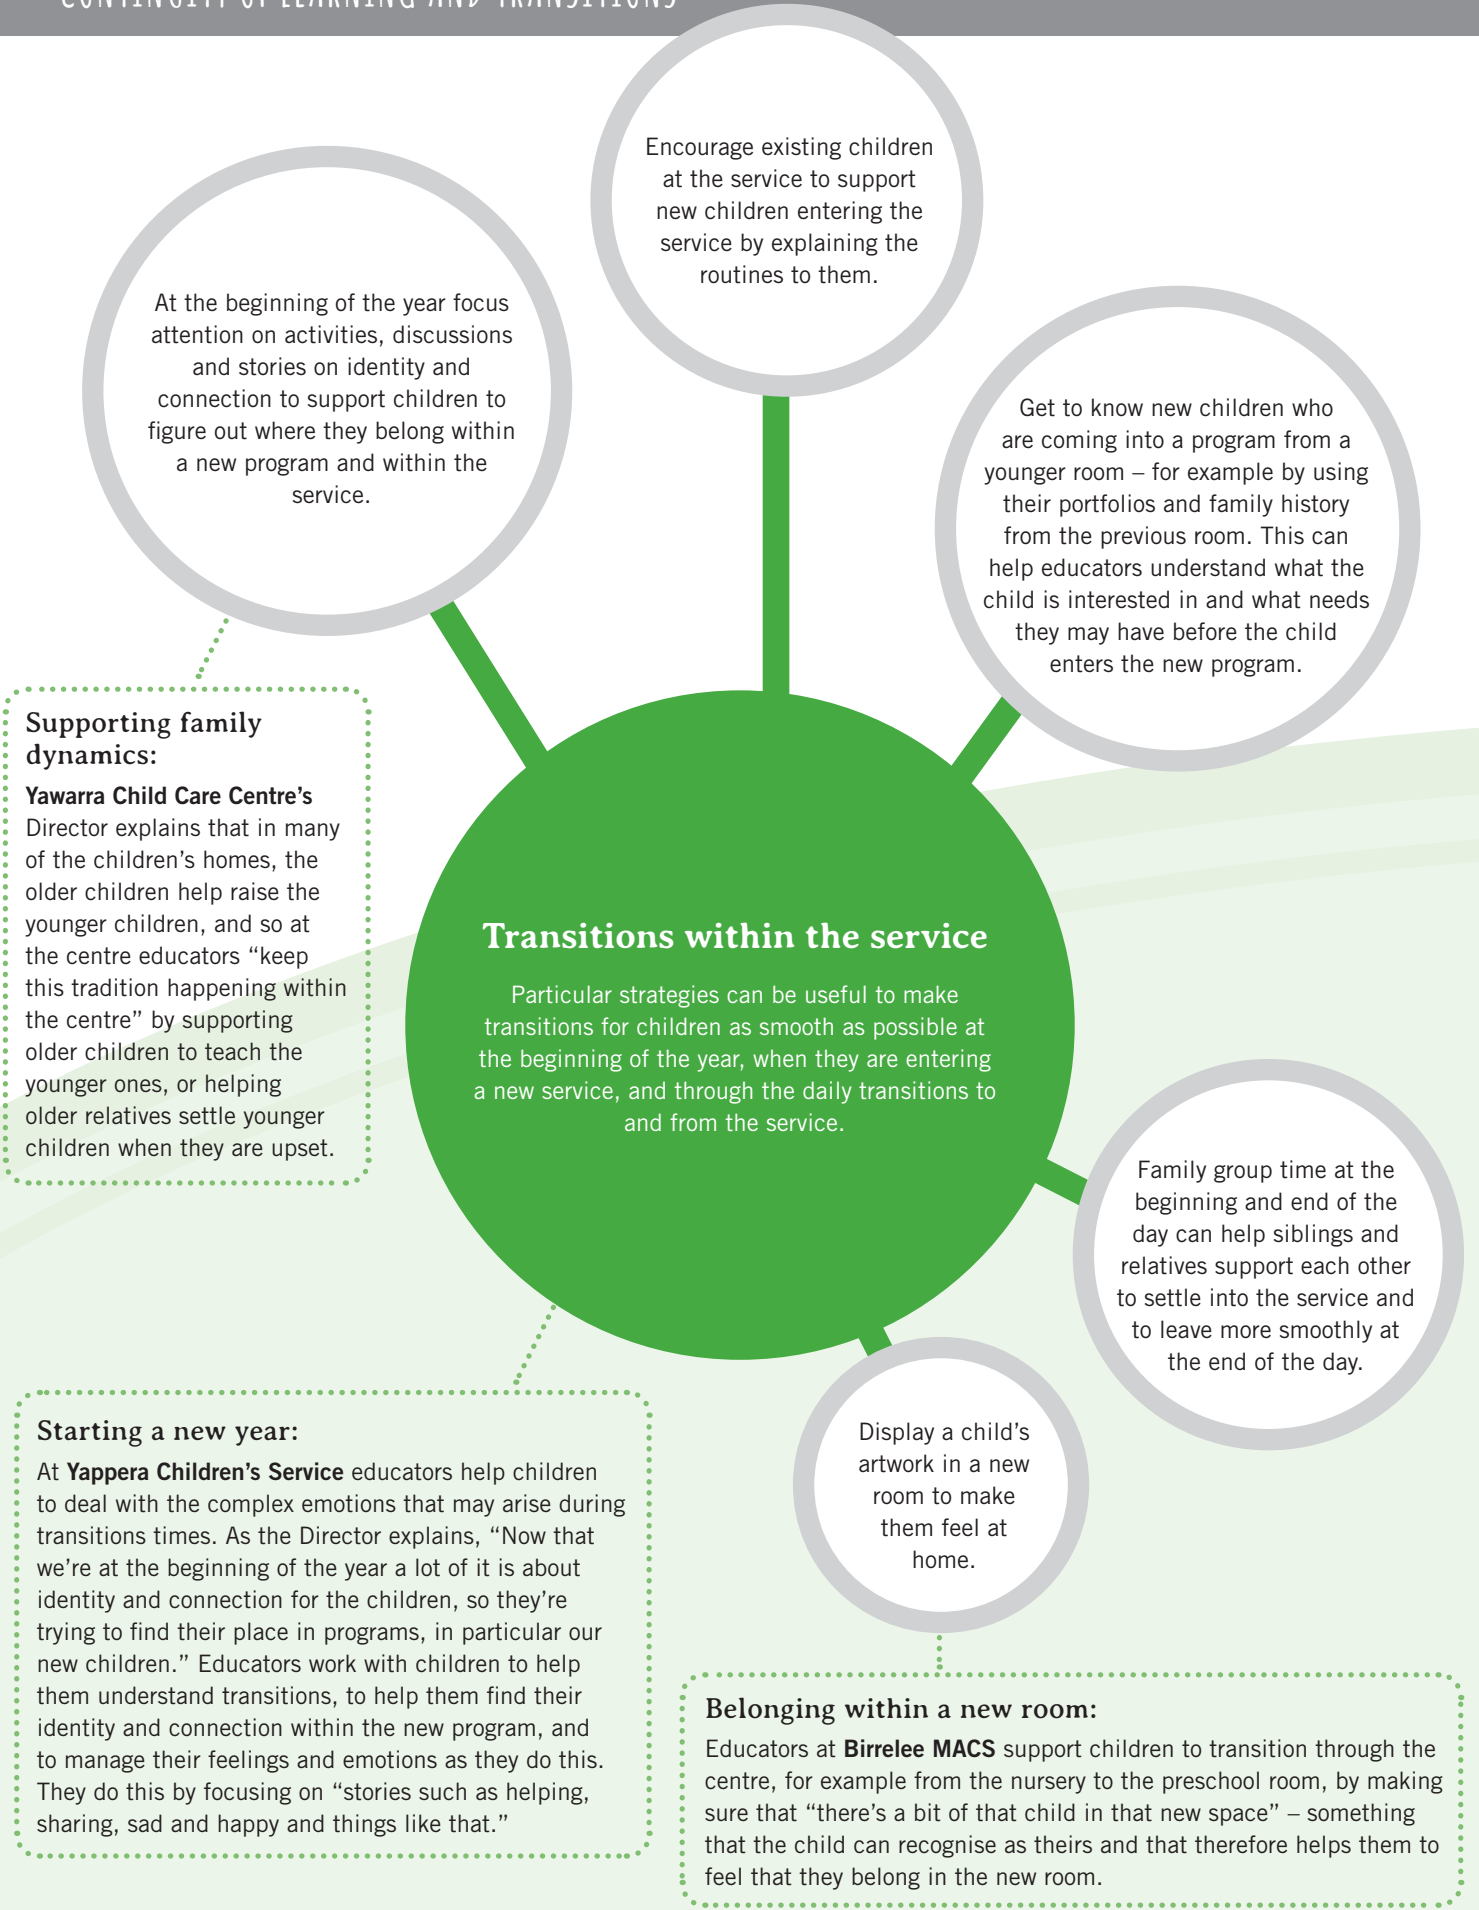 CONTINUITY OF LEARNING AND TRANSITIONS
Encourage existing children
at the service to support
new children entering the
service by explaining the
routines to them.
At the beginning of the year focus
attention on activities, discussions
and stories on identity and
connection to support children to
figure out where they belong within
a new program and within the
service.
Get to know new children who
are coming into a program from a
younger room – for example by using
their portfolios and family history
from the previous room. This can
help educators understand what the
child is interested in and what needs
they may have before the child
enters the new program.
Supporting family
dynamics:
Yawarra Child Care Centre’s
Director explains that in many
of the children’s homes, the
older children help raise the
younger children, and so at
the centre educators “keep
this tradition happening within
the centre” by supporting
older children to teach the
younger ones, or helping
older relatives settle younger
children when they are upset.
Transitions within the service
Particular strategies can be useful to make
transitions for children as smooth as possible at
the beginning of the year, when they are entering
a new service, and through the daily transitions to
and from the service.
Family group time at the
beginning and end of the
day can help siblings and
relatives support each other
to settle into the service and
to leave more smoothly at
the end of the day.
Display a child’s
artwork in a new
room to make
them feel at
home.
Starting a new year:
At Yappera Children’s Service educators help children
to deal with the complex emotions that may arise during
transitions times. As the Director explains, “Now that
we’re at the beginning of the year a lot of it is about
identity and connection for the children, so they’re
trying to find their place in programs, in particular our
new children.” Educators work with children to help
them understand transitions, to help them find their
identity and connection within the new program, and
to manage their feelings and emotions as they do this.
They do this by focusing on “stories such as helping,
sharing, sad and happy and things like that.”
Belonging within a new room:
Educators at Birrelee MACS support children to transition through the
centre, for example from the nursery to the preschool room, by making
sure that “there’s a bit of that child in that new space” – something
that the child can recognise as theirs and that therefore helps them to
feel that they belong in the new room.